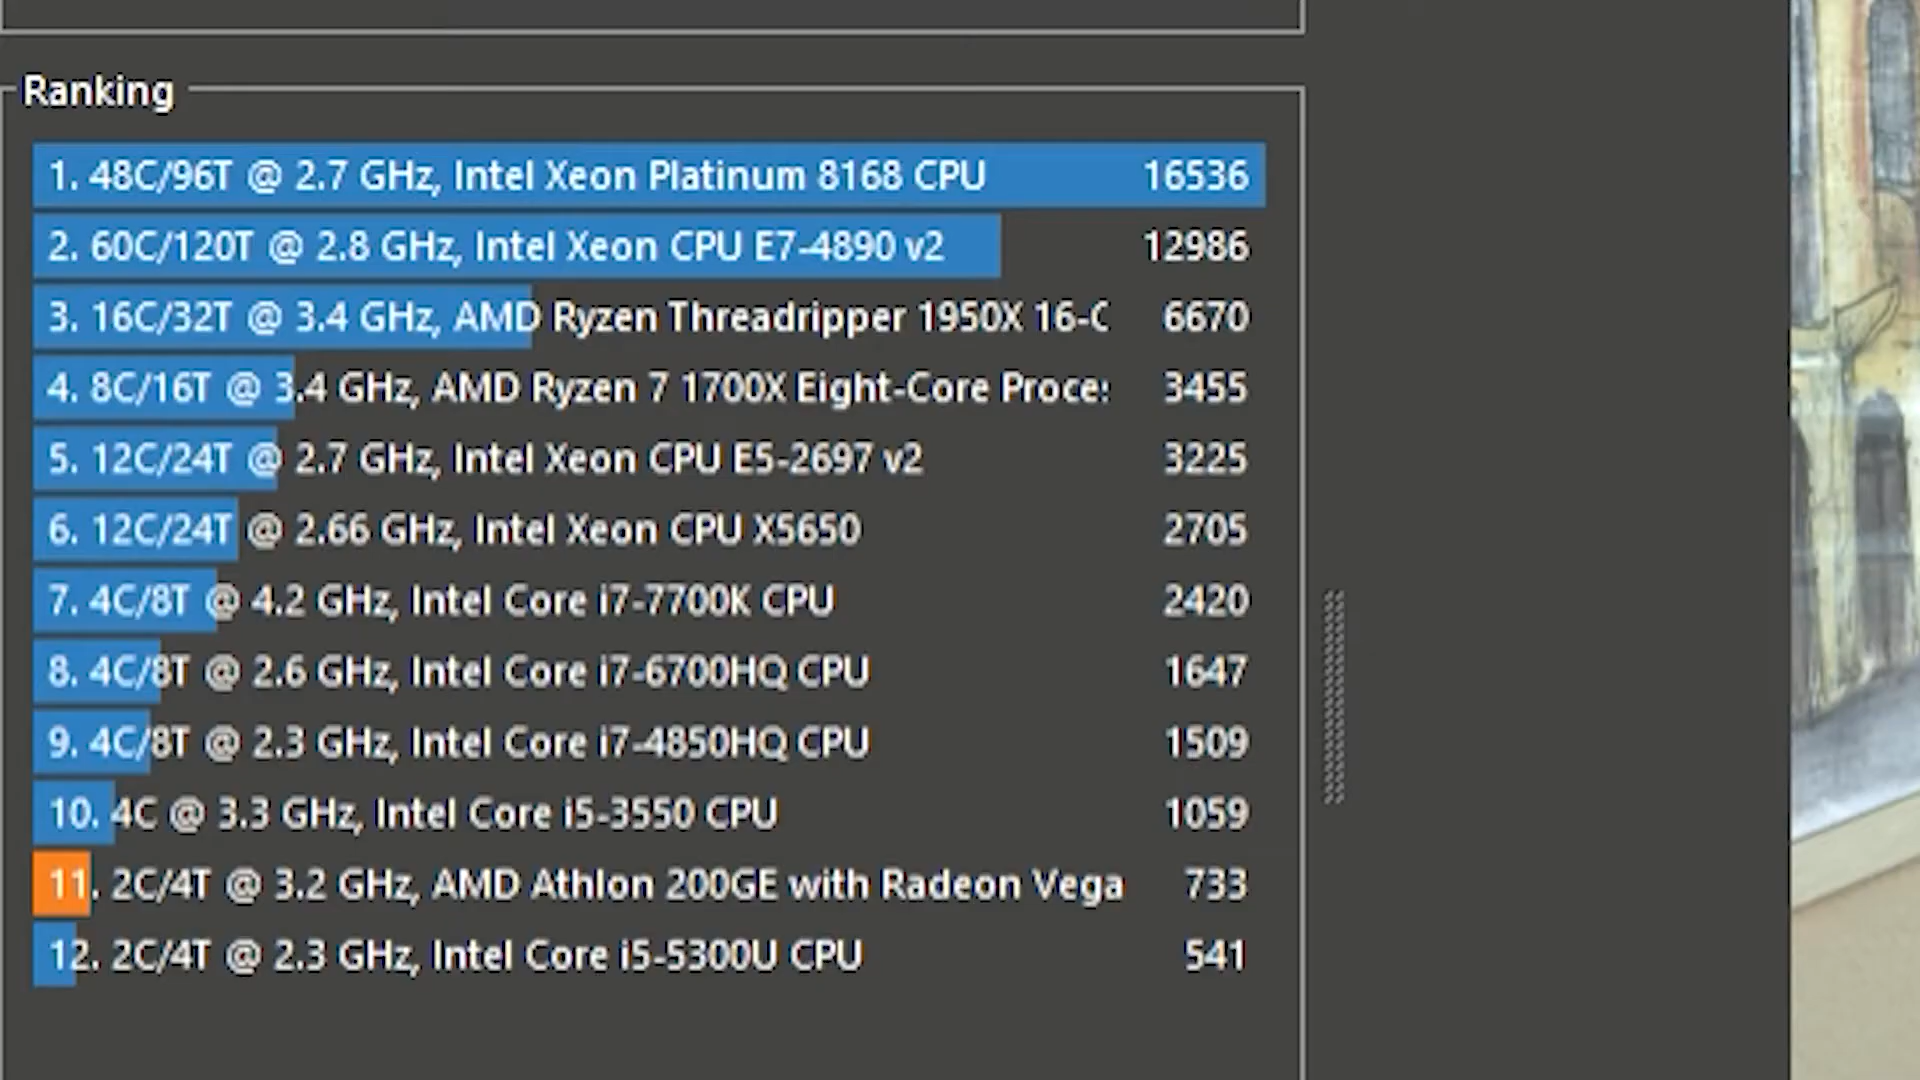 Ranking
1. 48C/96T @ 2.7 GHz, Intel Xeon Platinum 8168 CPU 16536
2. 60C/120T @ 2.8 GHz, Intel Xeon CPU E7-4890 v2 12986
3. 16C/32T @ 3.4 GHz, AMD Ryzen Threadripper 1950X 16-C 6670
4. 8C/16T @ 3.4 GHz, AMD Ryzen 7 1700X Eight-Core Proces 3455
5. 12C/24T @ 2.7 GHz, Intel Xeon CPU E5-2697 v2 3225
6. 12C/24T @ 2.66 GHz, Intel Xeon CPU X5650 2705
7. 4C/8T @ 4.2 GHz, Intel Core i7-7700K CPU 2420
8. 4C/8T @ 2.6 GHz, Intel Core i7-6700HQ CPU 1647
9. 4C/8T @ 2.3 GHz, Intel Core i7-4850HQ CPU 1509
10. 4C @ 3.3 GHz, Intel Core i5-3550 CPU 1059
11. 2C/4T @ 3.2 GHz, AMD Athlon 200GE with Radeon Vega 733
12. 2C/4T @ 2.3 GHz, Intel Core i5-5300U CPU 541